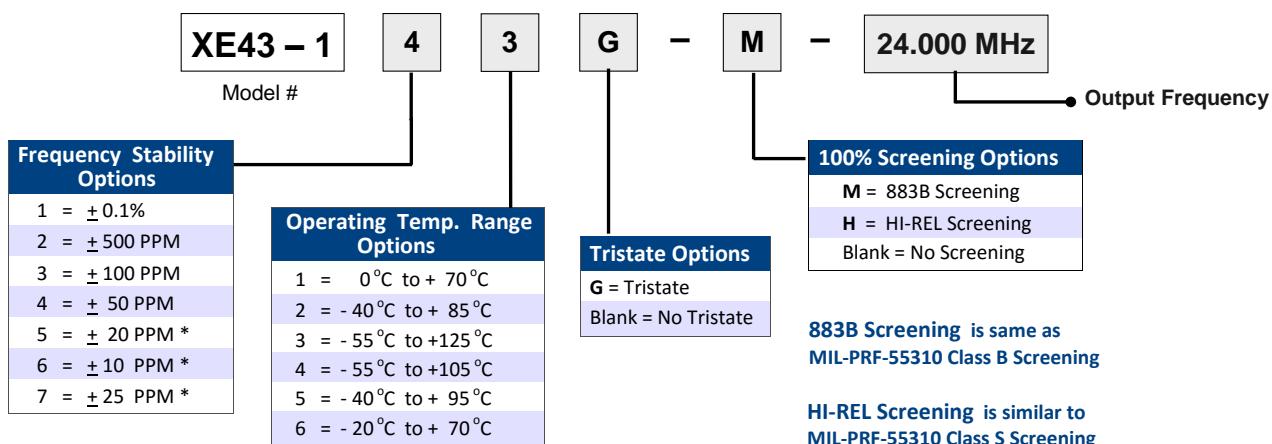 XE43 – 1 4 3 G – M – 24.000 MHz
Model #
Output Frequency
Frequency Stability
Options
1 = ± 0.1%
2 = ± 500 PPM
3 = ± 100 PPM
4 = ± 50 PPM
5 = ± 20 PPM *
6 = ± 10 PPM *
7 = ± 25 PPM *
Operating Temp. Range
Options
1 = 0°C to + 70°C
2 = - 40°C to + 85°C
3 = - 55°C to +125°C
4 = - 55°C to +105°C
5 = - 40°C to + 95°C
6 = - 20°C to + 70°C
Tristate Options
G = Tristate
Blank = No Tristate
100% Screening Options
M = 883B Screening
H = HI-REL Screening
Blank = No Screening
883B Screening is same as
MIL-PRF-55310 Class B Screening
HI-REL Screening is similar to
MIL-PRF-55310 Class S Screening